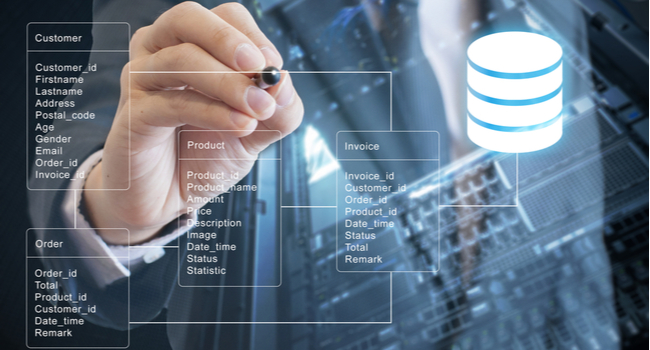 Customer
Customer_id
Firstname
Lastname
Address
Postal_code
Age
Gender
Email
Order_id
Invoice_id
Product
Product_id
Product_name
Amount
Price
Description
Image
Date_time
Status
Statistic
Invoice
Invoice_id
Customer_id
Order_id
Product_id
Date_time
Status
Total
Remark
Order
Order_id
Total
Product_id
Customer_id
Date_time
Remark